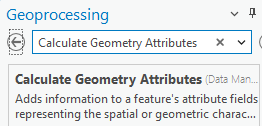 Geoprocessing
Calculate Geometry Attributes
Calculate Geometry Attributes (Data Man...
Adds information to a feature's attribute fields
representing the spatial or geometric charac...